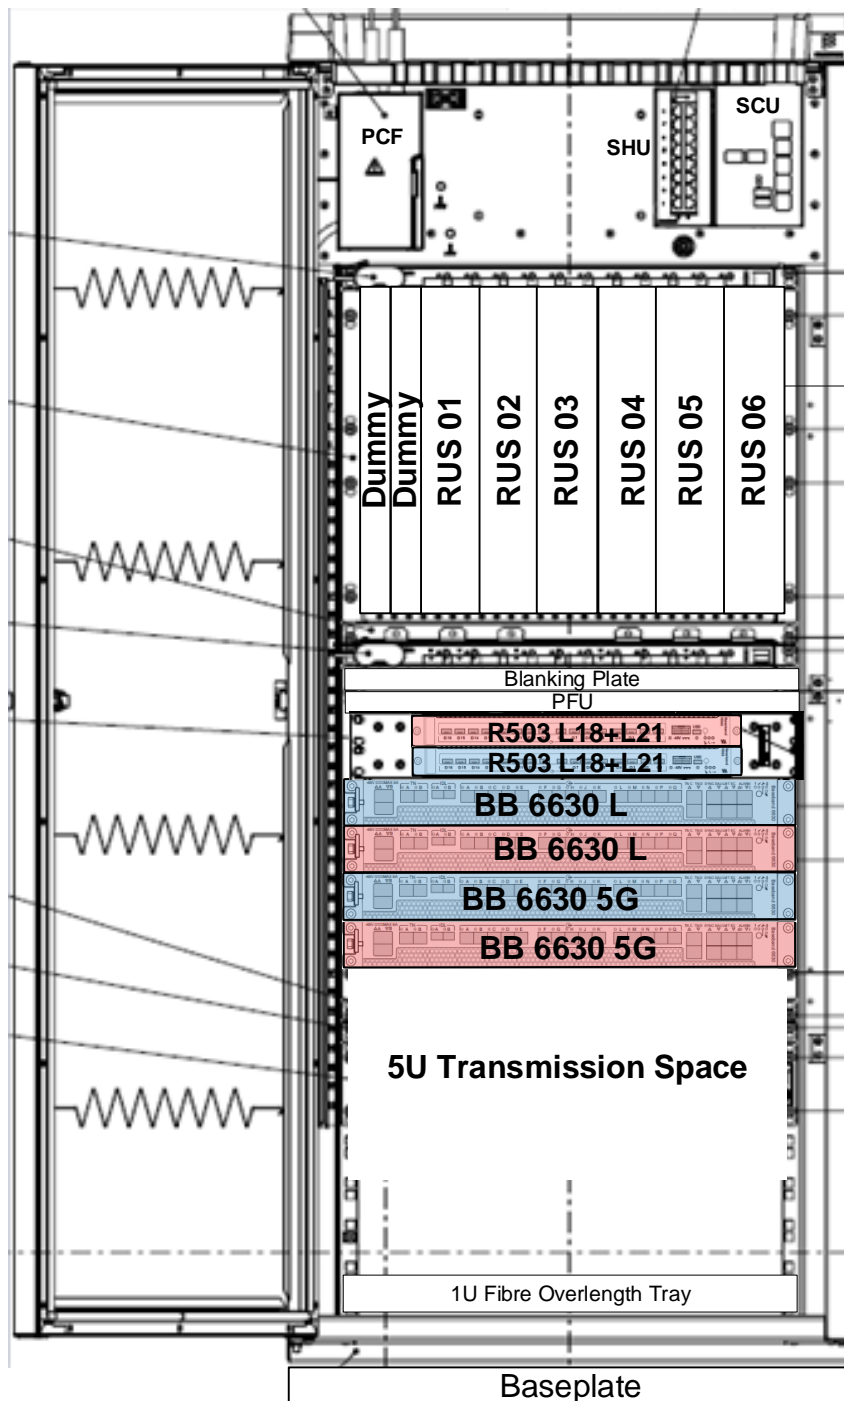 SCU
PCF
SHU
Dummy
Dummy
RUS 01
RUS 02
RUS 03
RUS 04
RUS 05
RUS 06
Blanking Plate
PFU
R503 L18+L21
R503 L18+L21
BB 6630 L
BB 6630 L
BB 6630 5G
BB 6630 5G
5U Transmission Space
1U Fibre Overlength Tray
Baseplate